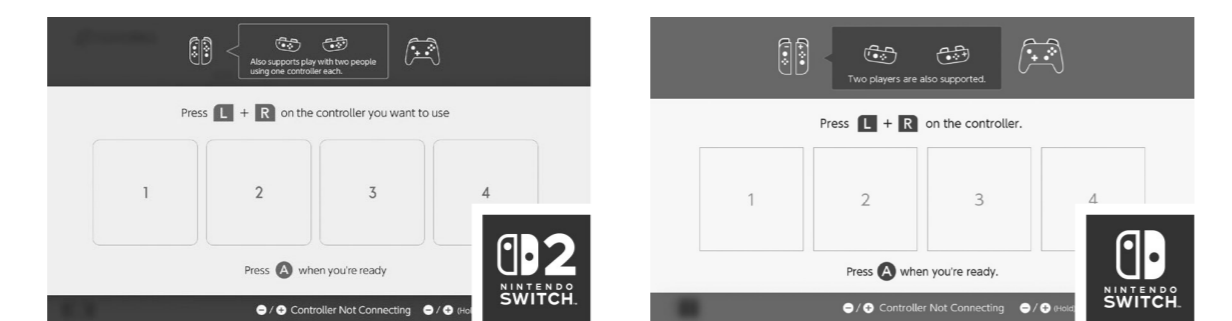 Also supports play with two people
using one controller each.
Press L + R on the controller you want to use
1 2 3 4
Press A when you're ready
Controller Not Connecting
2
NINTENDO
SWITCH
Two players are also supported.
Press L + R on the controller.
1 2 3 4
Press A when you're ready.
Controller Not Connecting (Hold)
NINTENDO
SWITCH